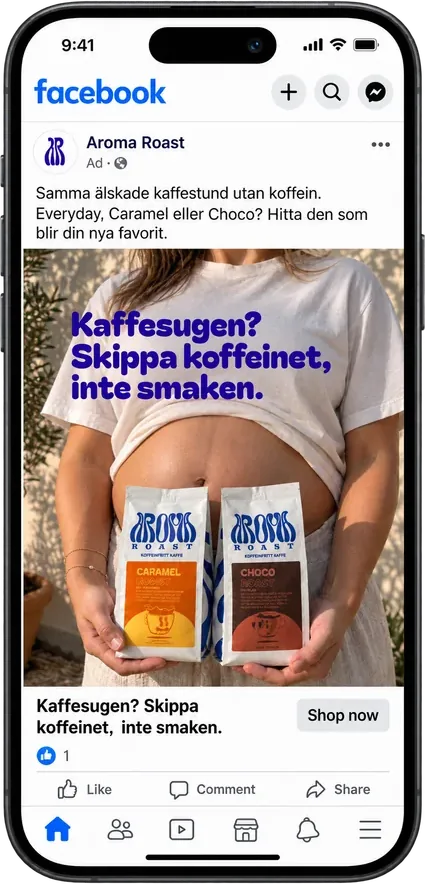 9:41
facebook
Aroma Roast
Ad
Samma älskade kaffestund utan koffein.
Everyday, Caramel eller Choco? Hitta den som
blir din nya favorit.
Kaffesugen?
Skippa koffeinet,
inte smaken.
AROMA
ROAST
KOFFEINFRITT KAFFE
CARAMEL
AROMA
ROAST
KOFFEINFRITT KAFFE
CHOCO
Kaffesugen? Skippa
koffeinet, inte smaken.
Shop now
1
Like
Comment
Share